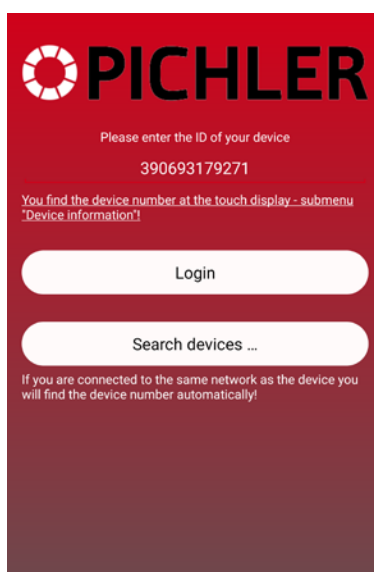 PICHLER
Please enter the ID of your device
390693179271
You find the device number at the touch display - submenu
"Device information"!
Login
Search devices ...
If you are connected to the same network as the device you
will find the device number automatically!